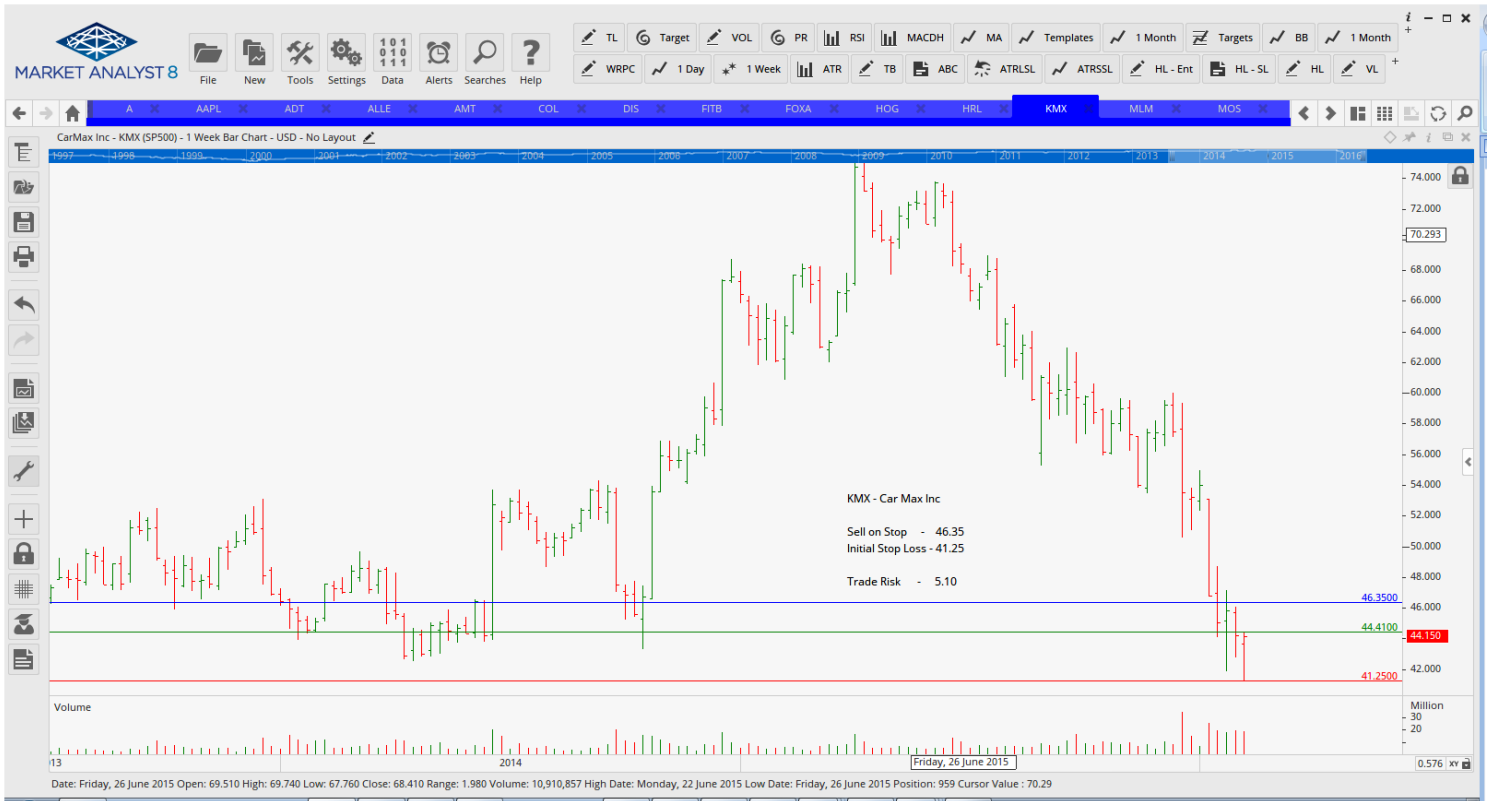 TL Target VOL PR RSI MACDH MA Templates 1 Month Targets BB 1 Month +
MARKET ANALYST 8
File New Tools Settings Data Alerts Searches Help
WRPC 1 Day 1 Week ATR TB ABC ATRLSL ATRSSL HL - Ent HL - SL HL VL +
A AAPL ADT ALLE AMT COL DIS FITB FOXA HOG HRL KMX MLM MOS
CarMax Inc - KMX (SP500) - 1 Week Bar Chart - USD - No Layout
1997 1998 1999 2000 2001 2002 2003 2004 2005 2006 2007 2008 2009 2010 2011 2012 2013 2014 2015 2016
74.000
72.000
70.293
68.000
66.000
64.000
62.000
60.000
58.000
56.000
54.000
KMX - Car Max Inc
52.000
Sell on Stop - 46.35
Initial Stop Loss - 41.25
50.000
Trade Risk - 5.10
48.000
46.3500
46.000
44.4100
44.150
42.000
41.2500
Volume
Million
30
20
13 2014 Friday, 26 June 2015
0.576 XY
Date: Friday, 26 June 2015 Open: 69.510 High: 69.740 Low: 67.760 Close: 68.410 Range: 1.980 Volume: 10,910,857 High Date: Monday, 22 June 2015 Low Date: Friday, 26 June 2015 Position: 959 Cursor Value : 70.29